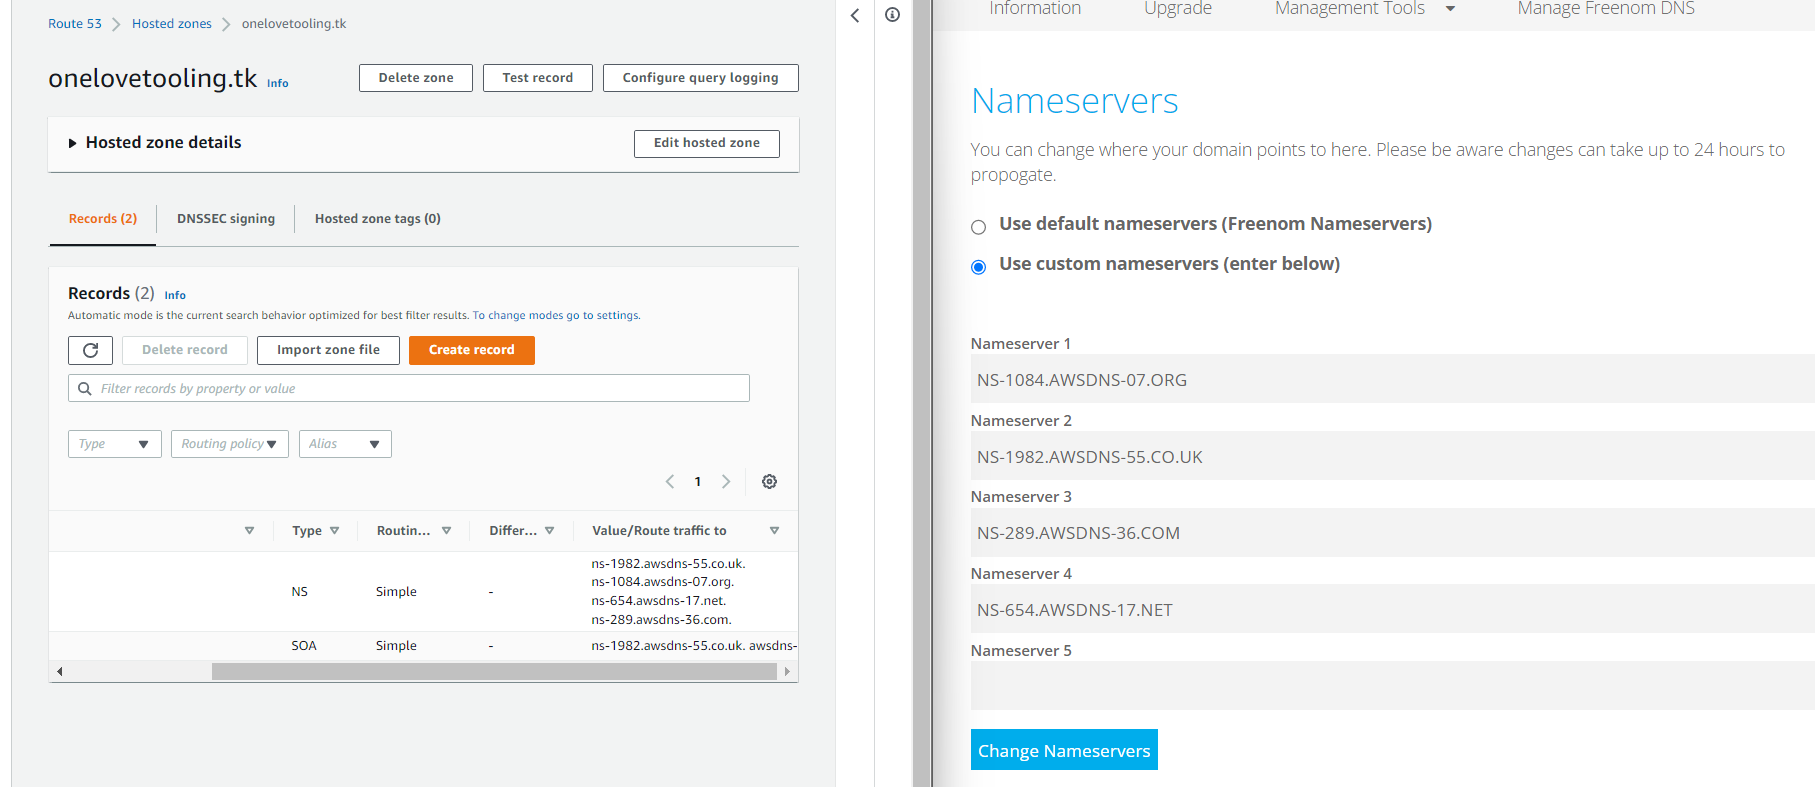 Route 53 > Hosted zones > onelovetooling.tk
onelovetooling.tk Info
Delete zone
Test record
Configure query logging
Hosted zone details
Edit hosted zone
Records (2)
DNSSEC signing
Hosted zone tags (0)
Records (2) Info
Automatic mode is the current search behavior optimized for best filter results. To change modes go to settings.
Delete record
Import zone file
Create record
Filter records by property or value
Type
Routing policy
Alias
1
Type
Routin...
Differ...
Value/Route traffic to
NS
Simple
-
ns-1982.awsdns-55.co.uk.
ns-1084.awsdns-07.org.
ns-654.awsdns-17.net.
ns-289.awsdns-36.com.
SOA
Simple
-
ns-1982.awsdns-55.co.uk. awsdns-
Information
Upgrade
Management Tools
Manage Freenom DNS
Nameservers
You can change where your domain points to here. Please be aware changes can take up to 24 hours to
propogate.
Use default nameservers (Freenom Nameservers)
Use custom nameservers (enter below)
Nameserver 1
NS-1084.AWSDNS-07.ORG
Nameserver 2
NS-1982.AWSDNS-55.CO.UK
Nameserver 3
NS-289.AWSDNS-36.COM
Nameserver 4
NS-654.AWSDNS-17.NET
Nameserver 5
Change Nameservers